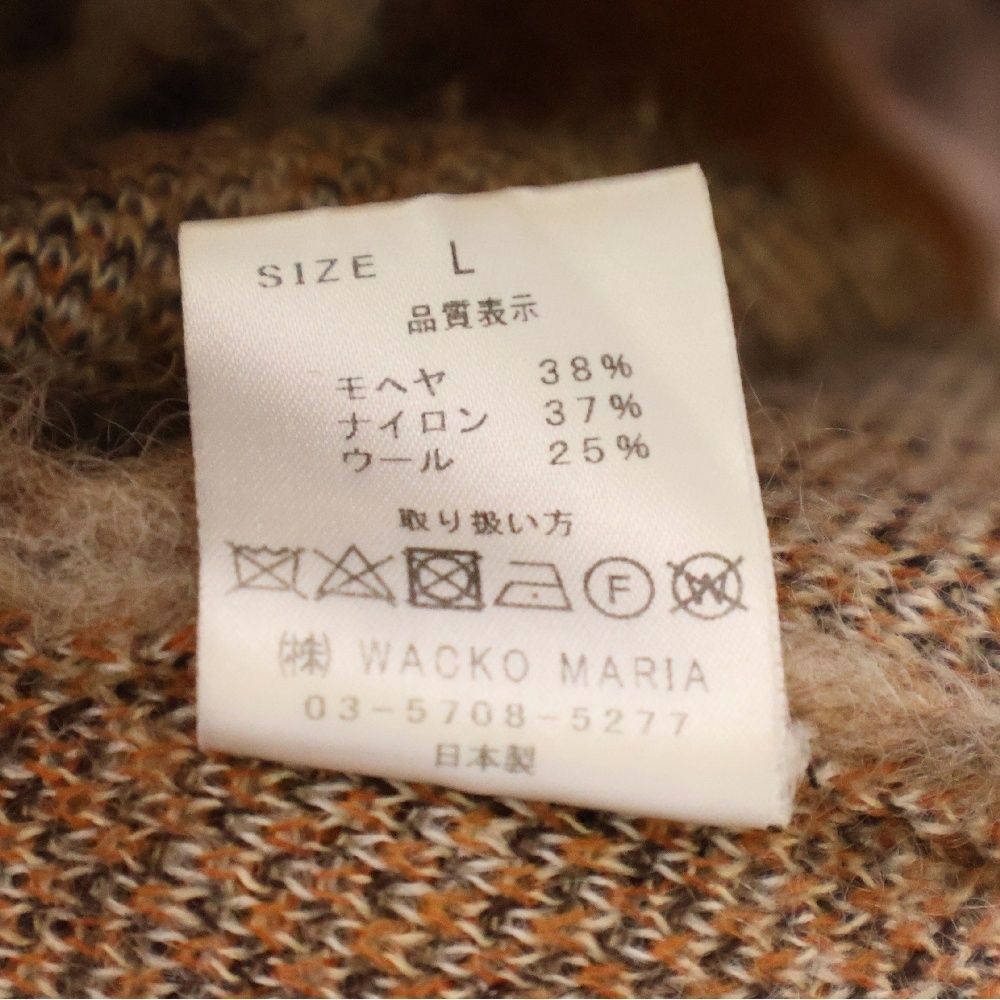 SIZE L
品質表示
モヘヤ 38%
ナイロン 37%
ウール 25%
取り扱い方
F W
㈱ WACKO MARIA
03-5708-5277
日本製